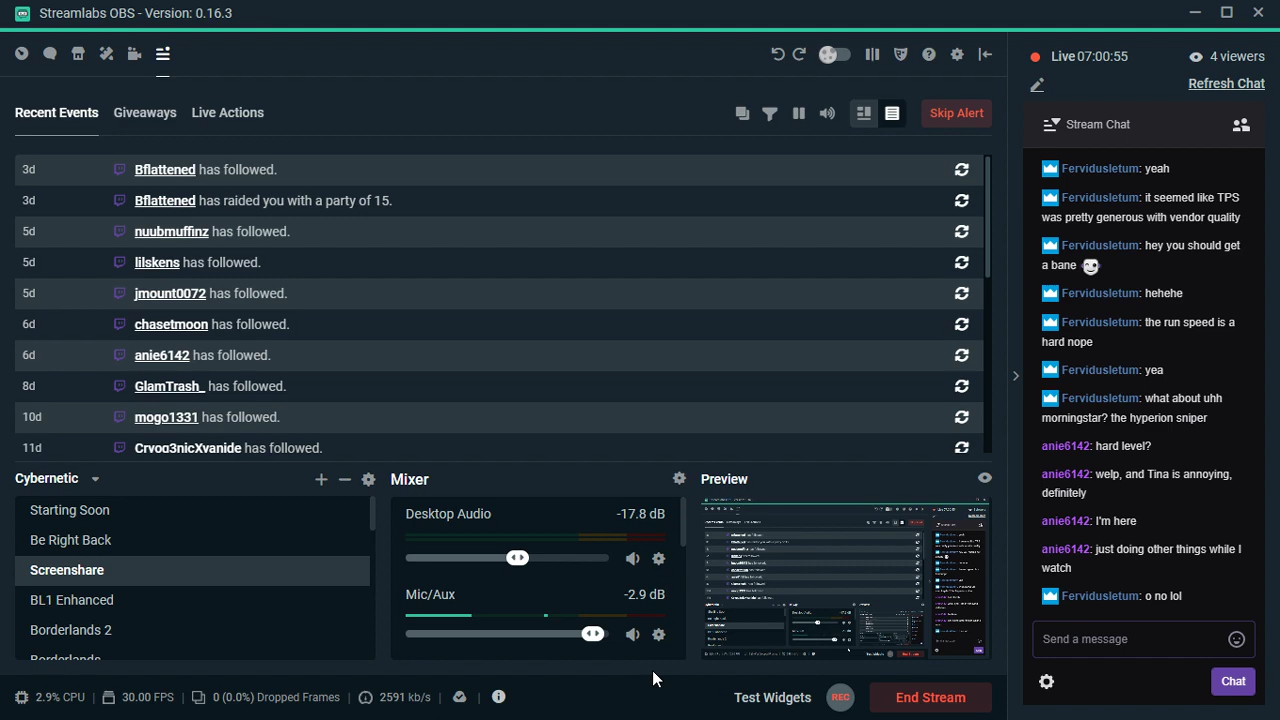 Streamlabs OBS - Version: 0.16.3
Live 07:00:55
4 viewers
Refresh Chat
Recent Events
Giveaways
Live Actions
Skip Alert
3d Bflattened has followed.
3d Bflattened has raided you with a party of 15.
5d nuubmuffinz has followed.
5d lilskens has followed.
5d jmount0072 has followed.
6d chasetmoon has followed.
6d anie6142 has followed.
8d GlamTrash_ has followed.
10d mogo1331 has followed.
11d Cryog3nicXyanide has followed.
Cybernetic
Starting Soon
Be Right Back
Screenshare
BL1 Enhanced
Borderlands 2
Borderlands
Mixer
Desktop Audio -17.8 dB
Mic/Aux -2.9 dB
Preview
2.9% CPU
30.00 FPS
0 (0.0%) Dropped Frames
2591 kb/s
Test Widgets
REC
End Stream
Stream Chat
Fervidusletum: yeah
Fervidusletum: it seemed like TPS
was pretty generous with vendor quality
Fervidusletum: hey you should get
a bane
Fervidusletum: hehehe
Fervidusletum: the run speed is a
hard nope
Fervidusletum: yea
Fervidusletum: what about uhh
morningstar? the hyperion sniper
anie6142: hard level?
anie6142: welp, and Tina is annoying,
definitely
anie6142: I'm here
anie6142: just doing other things while I
watch
Fervidusletum: o no lol
Send a message
Chat